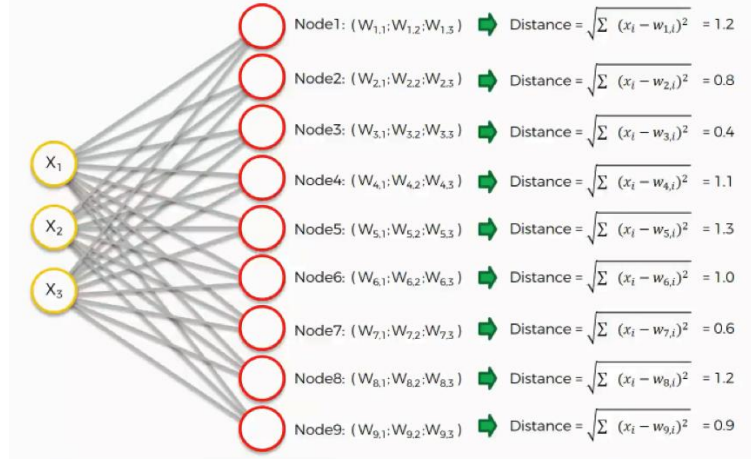 Node1: (W1,1;W1,2;W1,3) Distance = √Σ (xi − w1,i)² = 1.2
Node2: (W2,1;W2,2;W2,3) Distance = √Σ (xi − w2,i)² = 0.8
Node3: (W3,1;W3,2;W3,3) Distance = √Σ (xi − w3,i)² = 0.4
X1
Node4: (W4,1;W4,2;W4,3) Distance = √Σ (xi − w4,i)² = 1.1
X2
Node5: (W5,1;W5,2;W5,3) Distance = √Σ (xi − w5,i)² = 1.3
Node6: (W6,1;W6,2;W6,3) Distance = √Σ (xi − w6,i)² = 1.0
X3
Node7: (W7,1;W7,2;W7,3) Distance = √Σ (xi − w7,i)² = 0.6
Node8: (W8,1;W8,2;W8,3) Distance = √Σ (xi − w8,i)² = 1.2
Node9: (W9,1;W9,2;W9,3) Distance = √Σ (xi − w9,i)² = 0.9